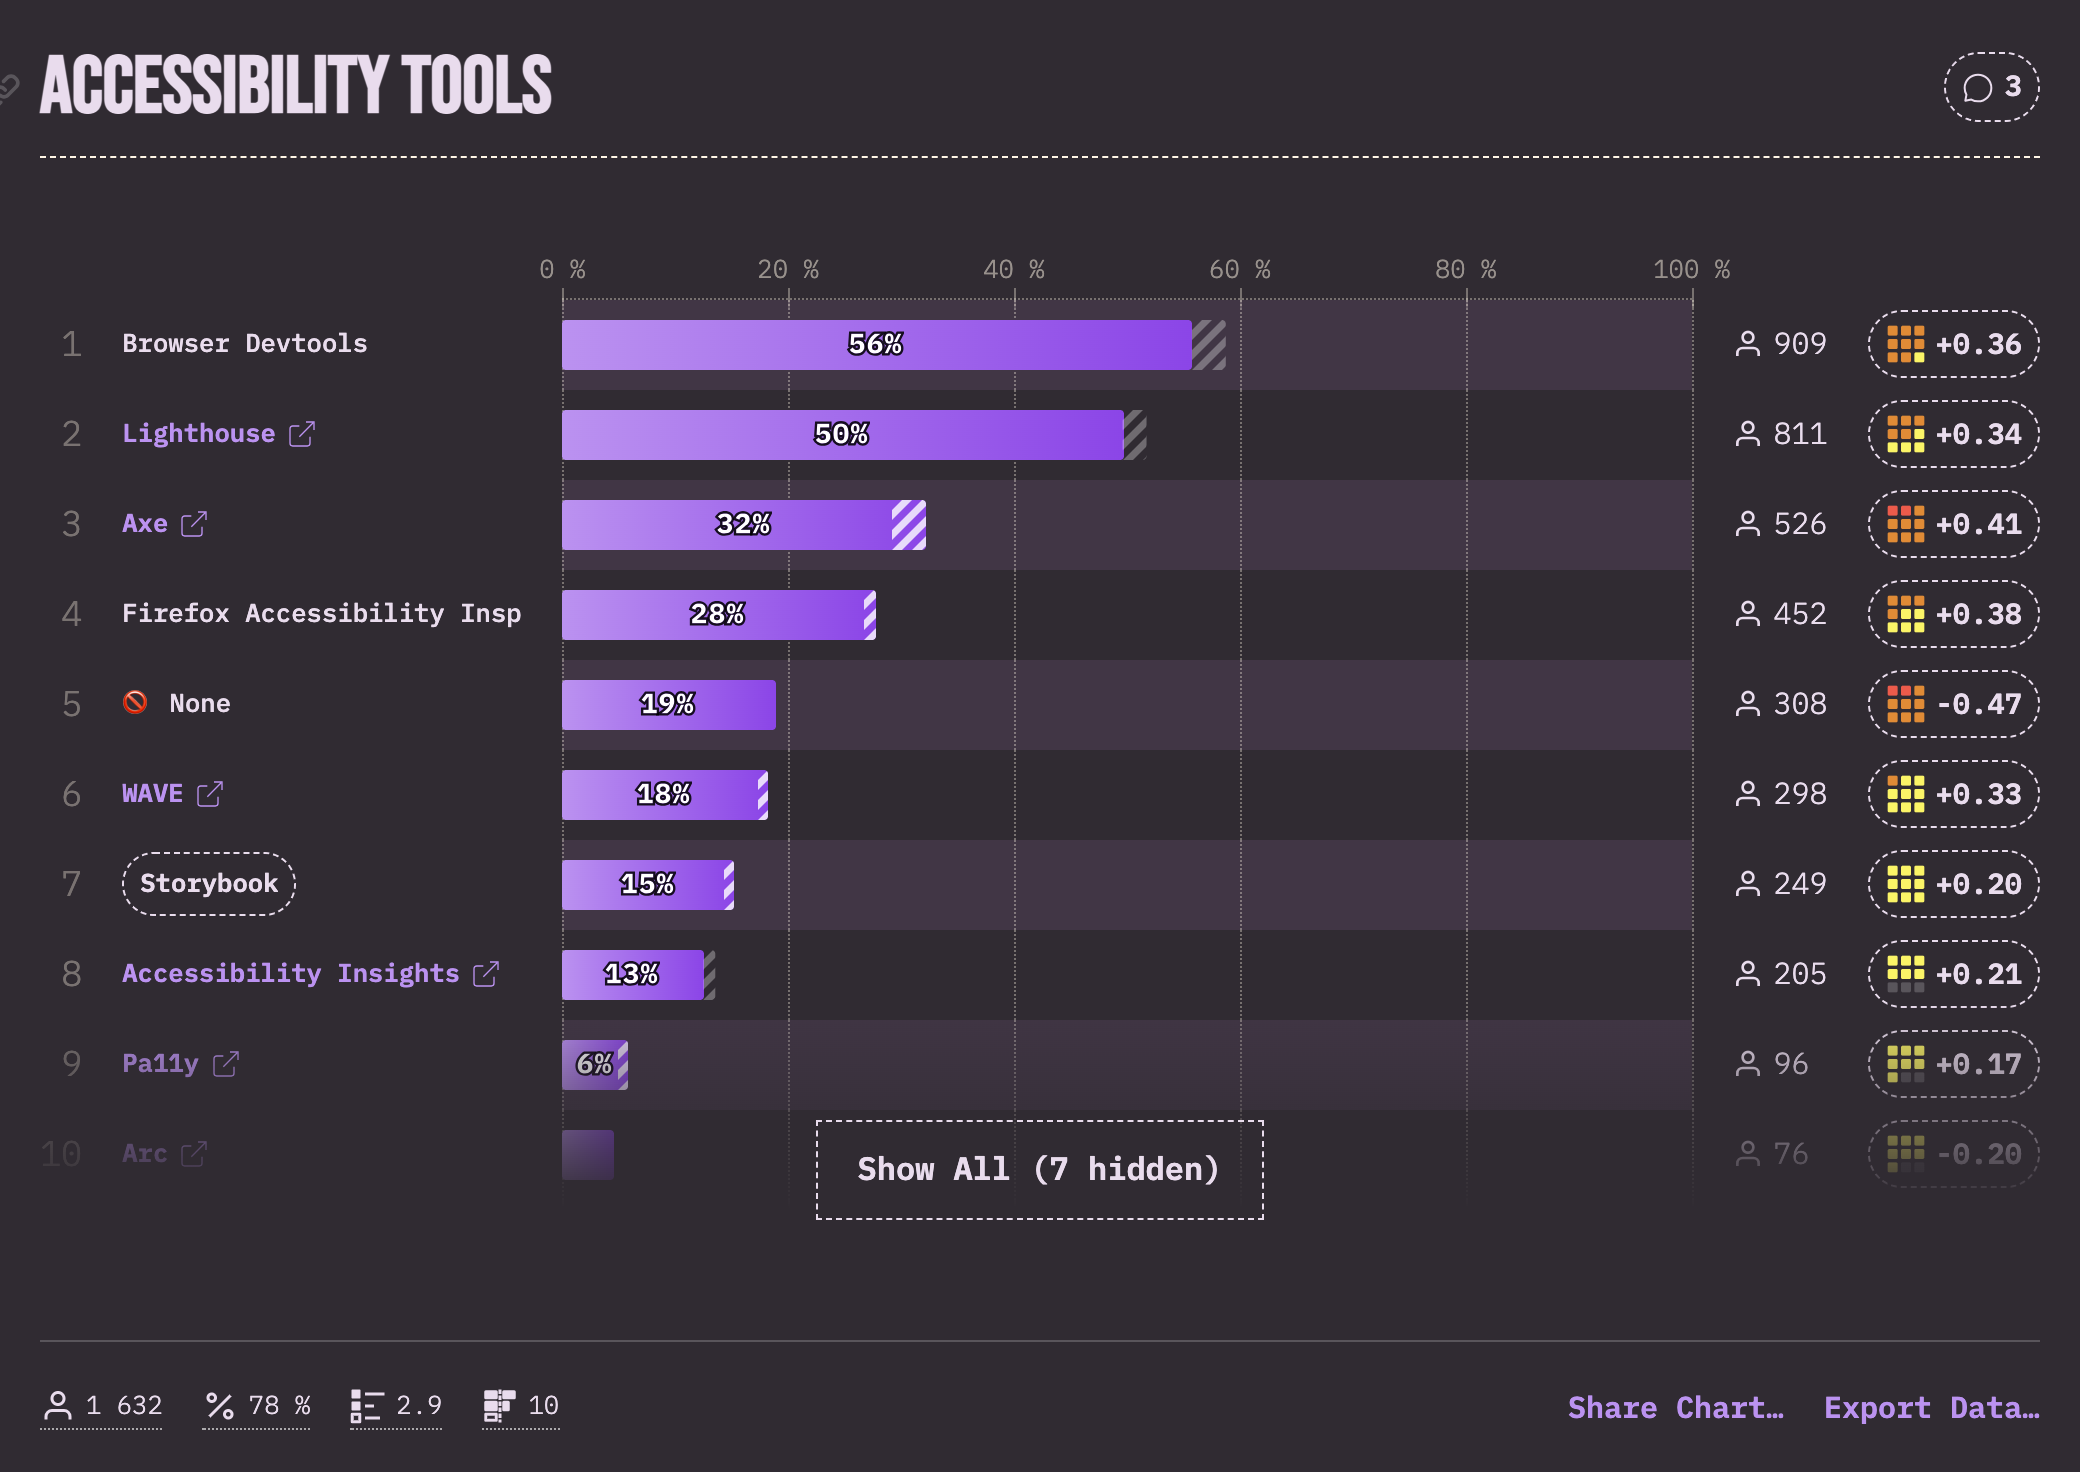 ACCESSIBILITY TOOLS
3
0 % 20 % 40 % 60 % 80 % 100 %
1 Browser Devtools 56% 909 +0.36
2 Lighthouse 50% 811 +0.34
3 Axe 32% 526 +0.41
4 Firefox Accessibility Insp 28% 452 +0.38
5 None 19% 308 -0.47
6 WAVE 18% 298 +0.33
7 Storybook 15% 249 +0.20
8 Accessibility Insights 13% 205 +0.21
9 Pa11y 6% 96 +0.17
10 Arc 76 -0.20
Show All (7 hidden)
1 632 78 % 2.9 10 Share Chart… Export Data…